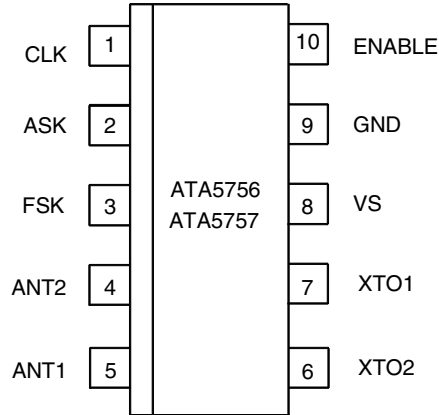 CLK 1 10 ENABLE
ASK 2 9 GND
ATA5756
ATA5757
FSK 3 8 VS
ANT2 4 7 XTO1
ANT1 5 6 XTO2